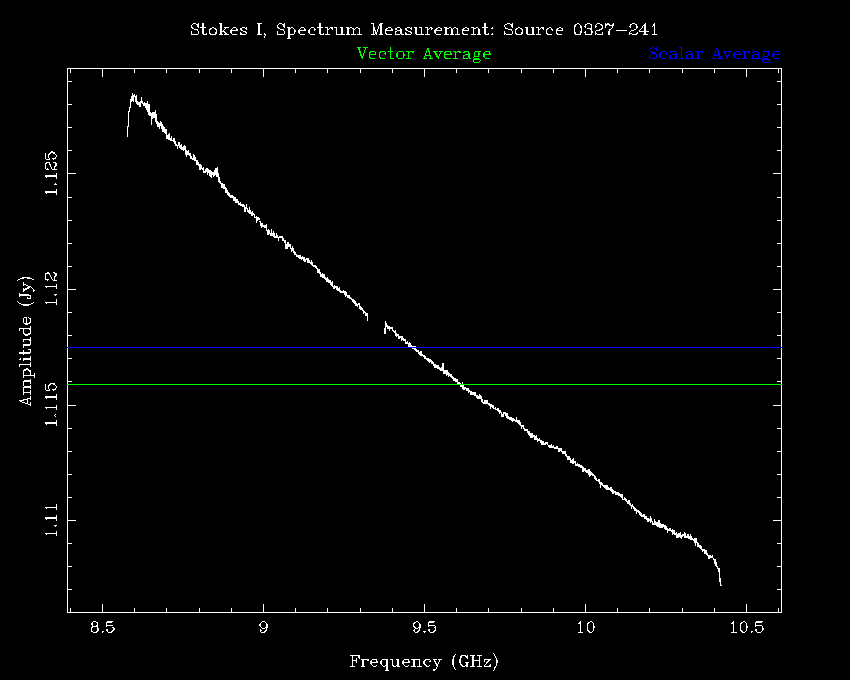 Stokes I, Spectrum Measurement: Source 0327-241
Vector Average
Scalar Average
1.125
1.12
1.115
1.11
Amplitude (Jy)
8.5
9
9.5
10
10.5
Frequency (GHz)